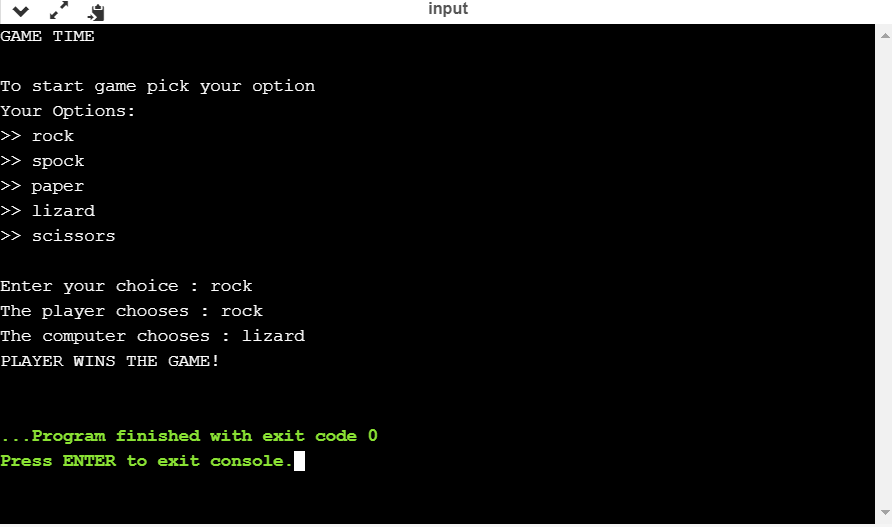 input
GAME TIME
To start game pick your option
Your Options:
>> rock
>> spock
>> paper
>> lizard
>> scissors
Enter your choice : rock
The player chooses : rock
The computer chooses : lizard
PLAYER WINS THE GAME!
...Program finished with exit code 0
Press ENTER to exit console.